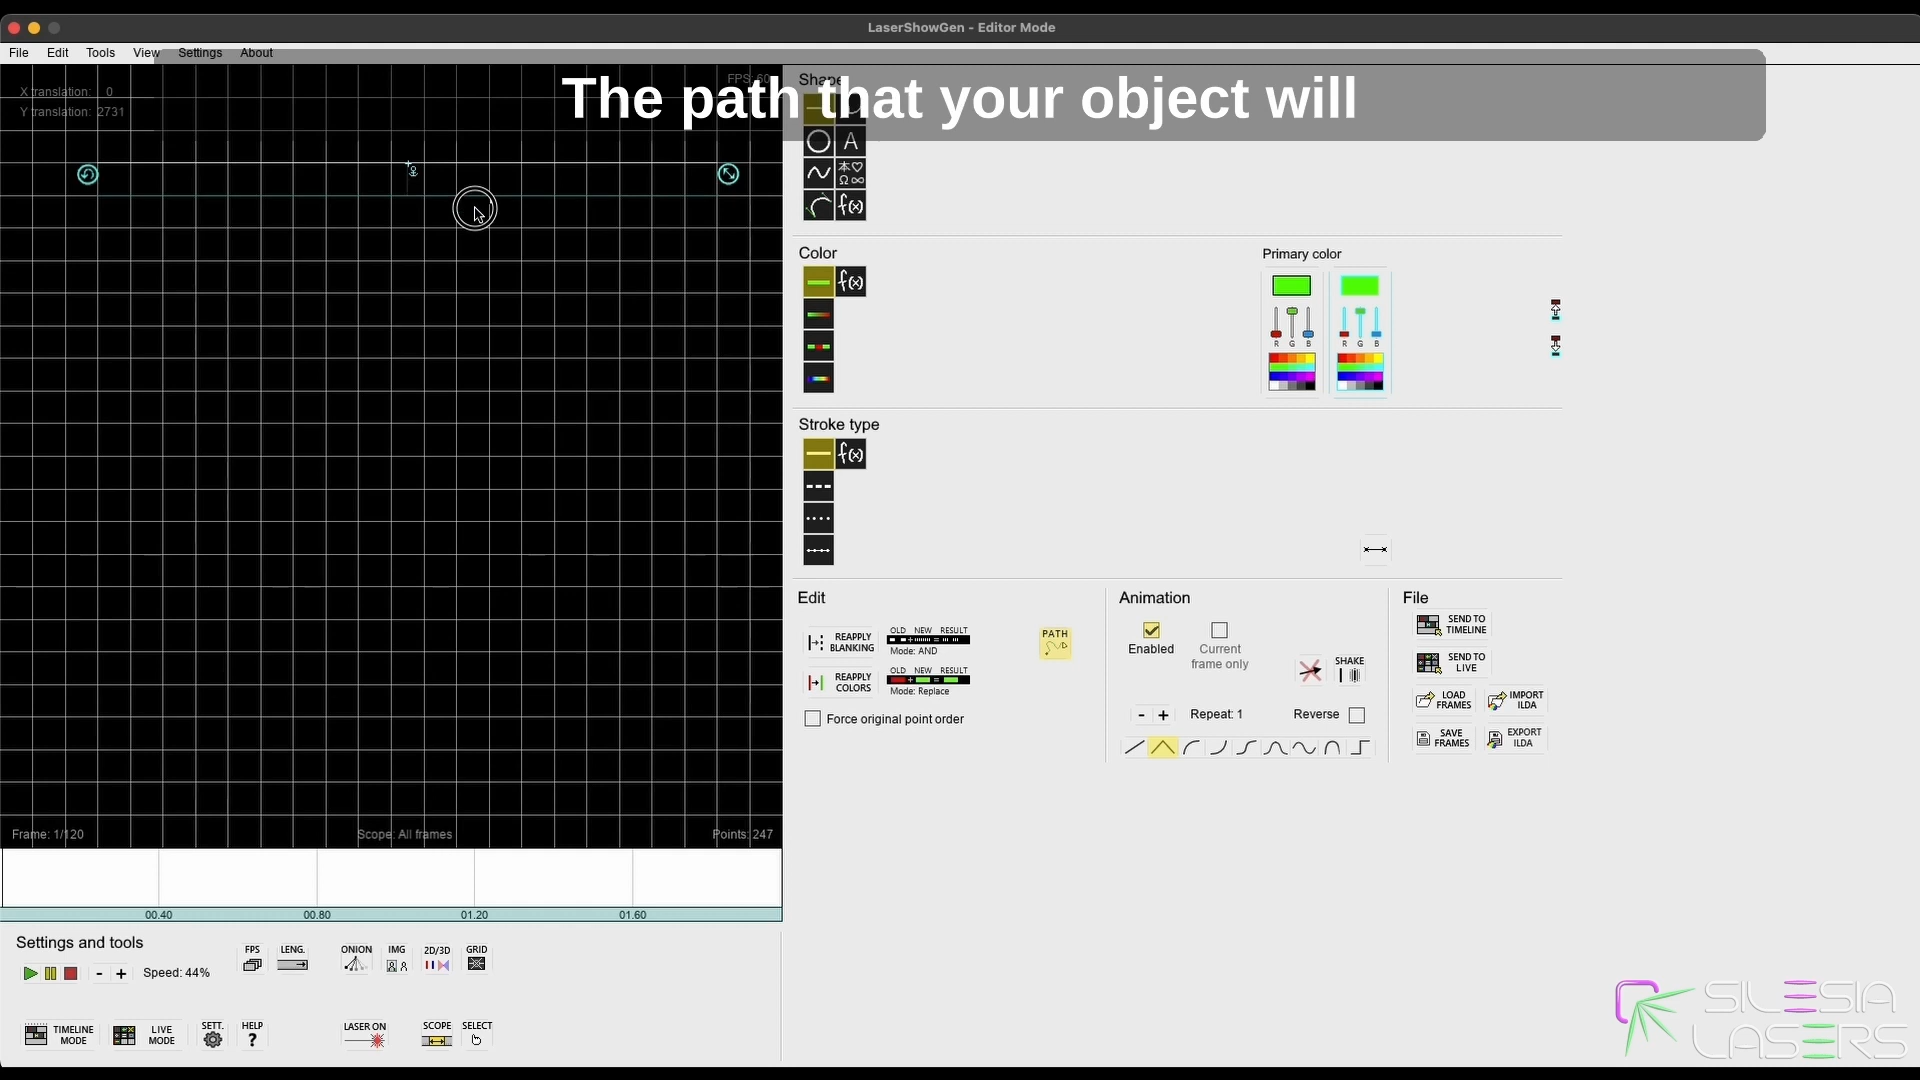 LaserShowGen - Editor Mode
File Edit Tools View Settings About
The path that your object will
X translation: 0
Y translation: 2731
FPS: 60
Shape
A
f(x)
Color
f(x)
Primary color
R G B
R G B
Stroke type
f(x)
Edit
REAPPLY BLANKING
OLD NEW RESULT
Mode: AND
REAPPLY COLORS
OLD NEW RESULT
Mode: Replace
PATH
Force original point order
Animation
Enabled
Current frame only
SHAKE
- + Repeat: 1 Reverse
File
SEND TO TIMELINE
SEND TO LIVE
LOAD FRAMES
IMPORT ILDA
SAVE FRAMES
EXPORT ILDA
Frame: 1/120 Scope: All frames Points: 247
00.40 00.80 01.20 01.60
Settings and tools
FPS LENG. ONION IMG 2D/3D GRID
- + Speed: 44%
TIMELINE MODE
LIVE MODE
SETT.
HELP
?
LASER ON
SCOPE
SELECT
SILESIA
LASERS